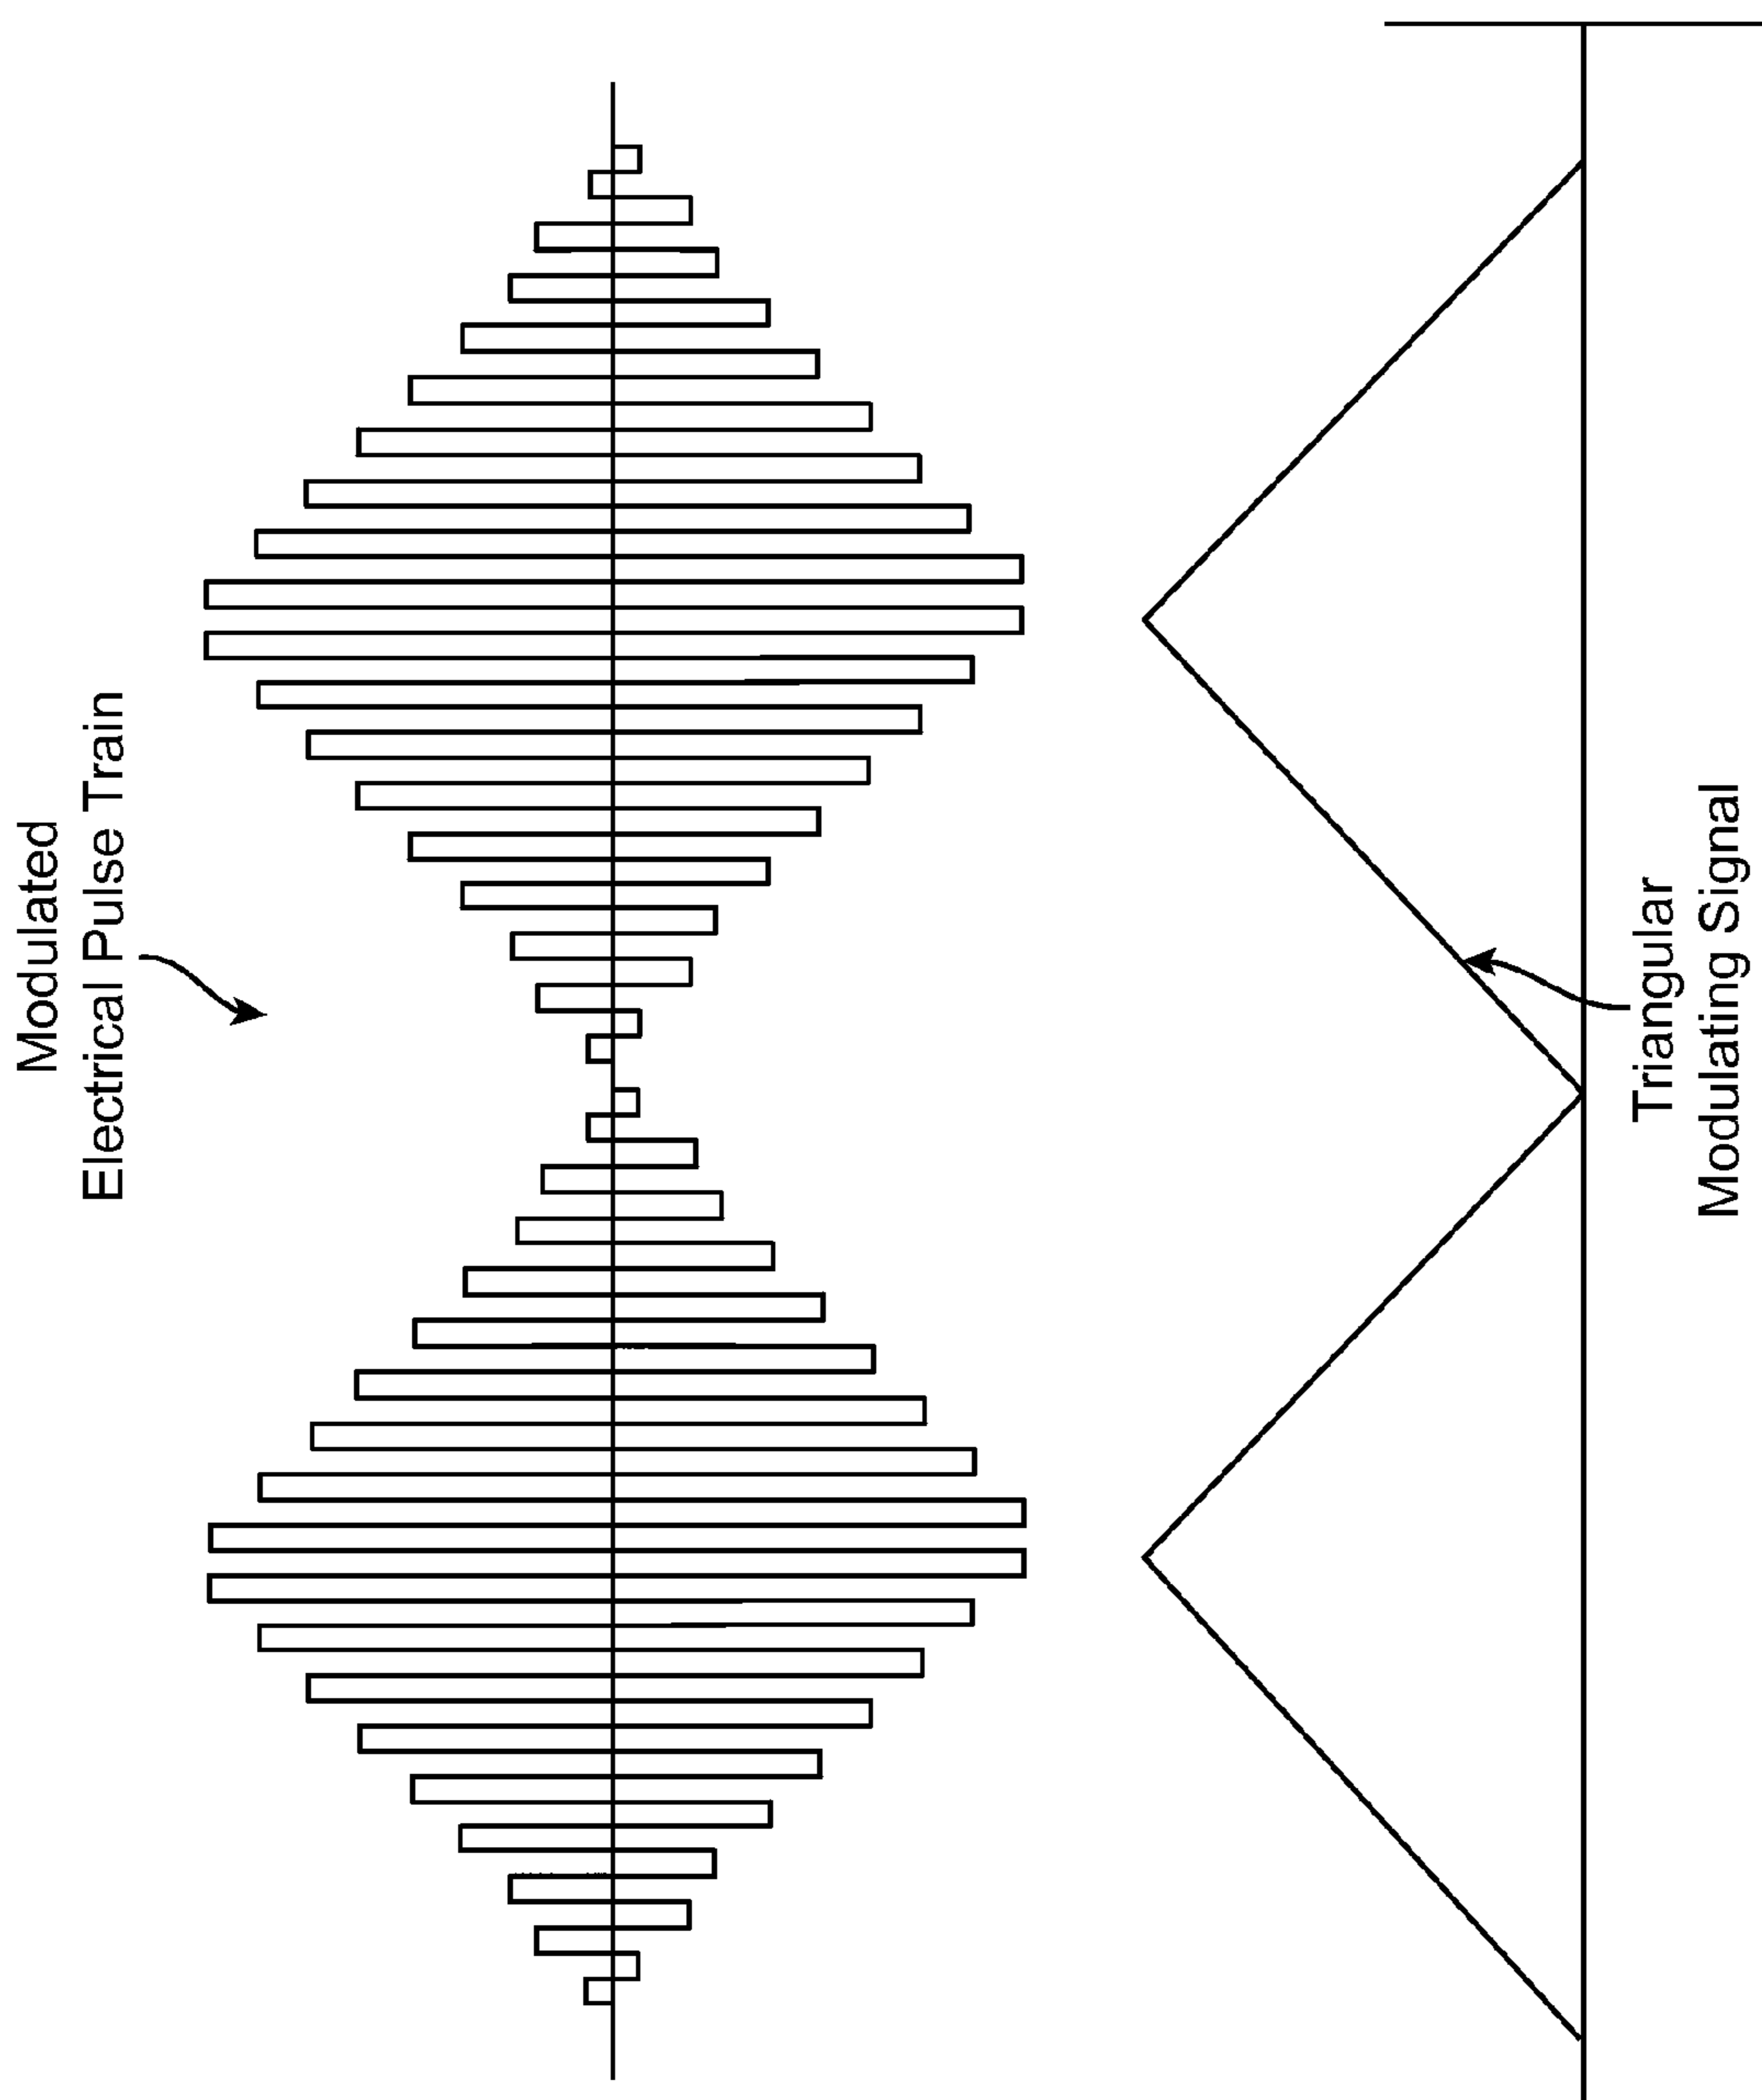 Modulated
Electrical Pulse Train
Triangular
Modulating Signal